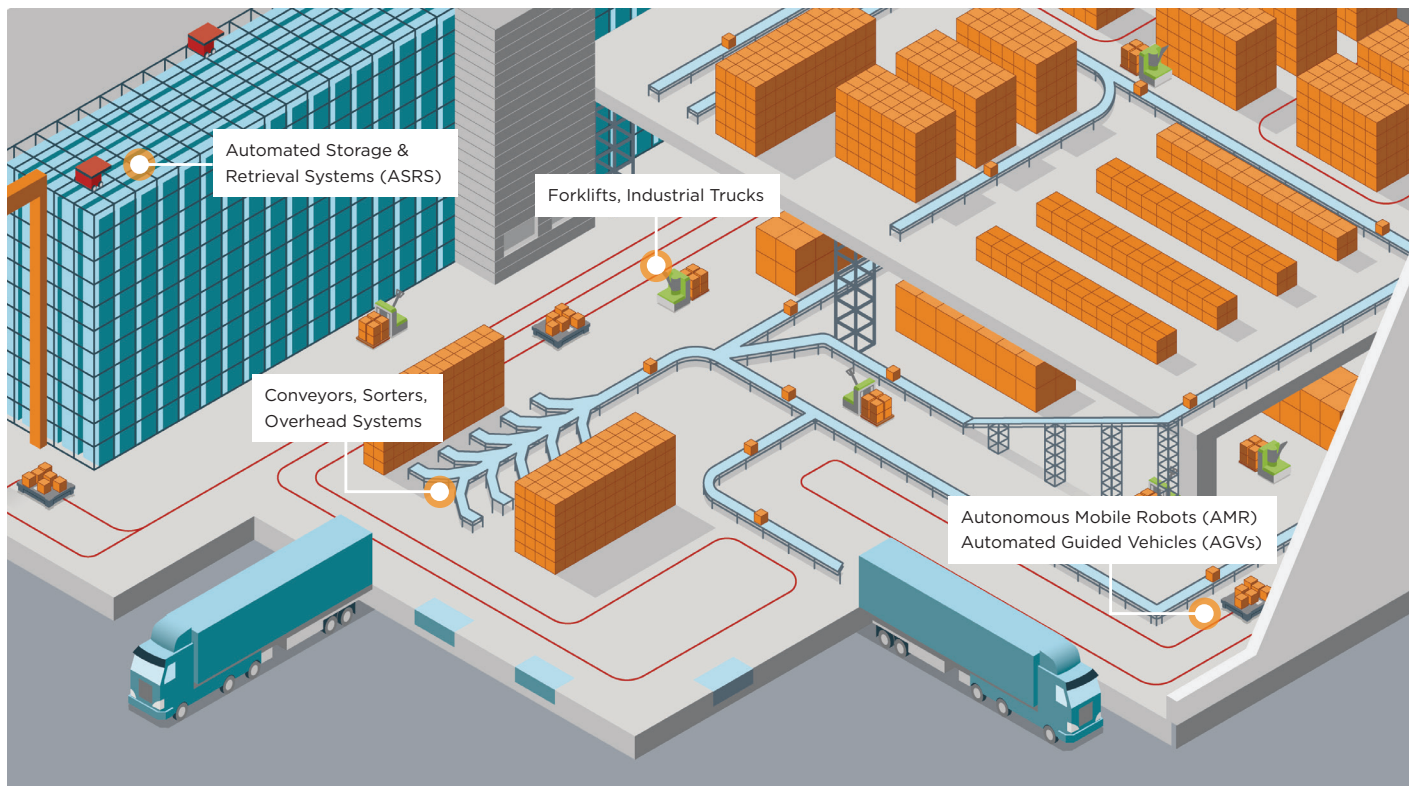 Automated Storage &
Retrieval Systems (ASRS)
Forklifts, Industrial Trucks
Conveyors, Sorters,
Overhead Systems
Autonomous Mobile Robots (AMR)
Automated Guided Vehicles (AGVs)